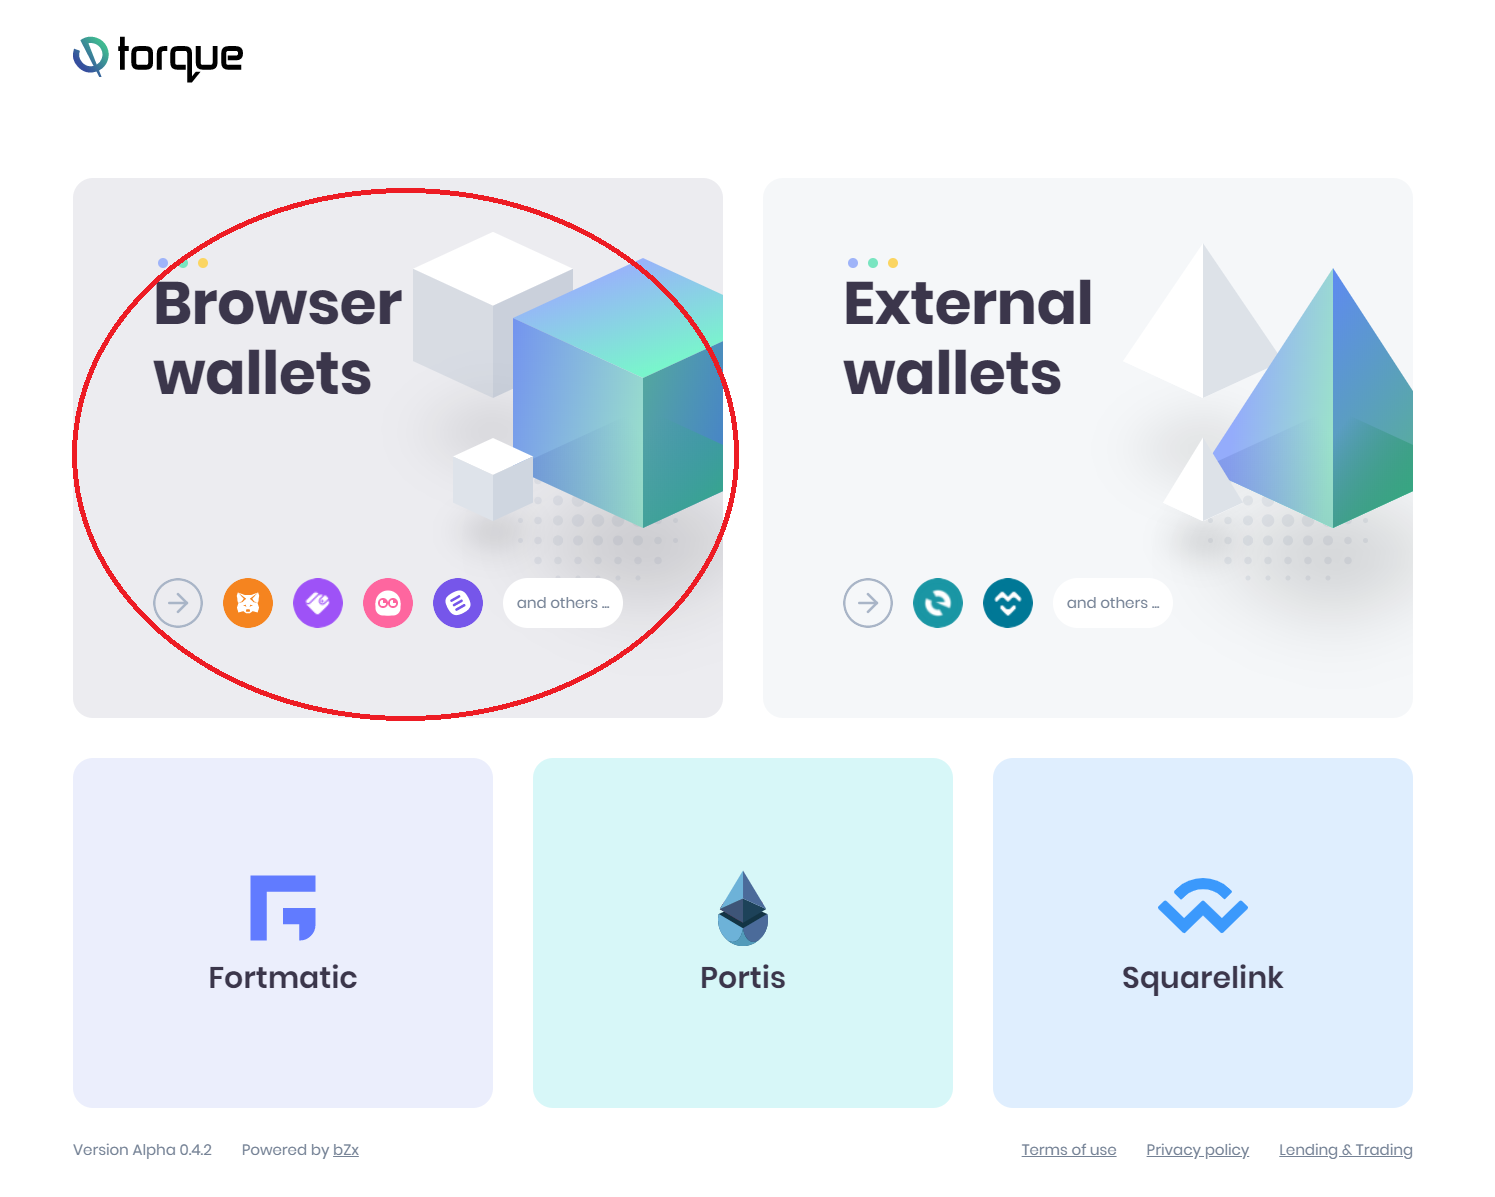 torque
Browser
wallets
and others ...
External
wallets
and others ...
Fortmatic
Portis
Squarelink
Version Alpha 0.4.2 Powered by bZx Terms of use Privacy policy Lending & Trading